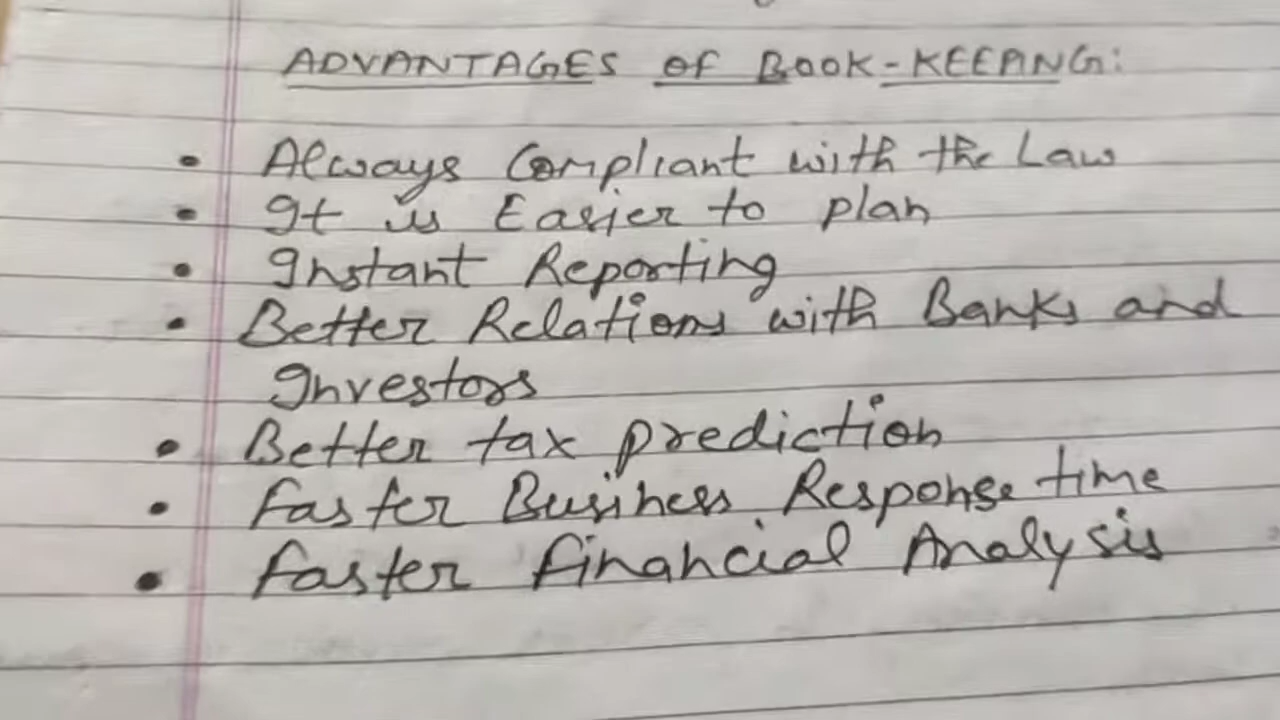 ADVANTAGES OF BOOK-KEEPING:
• Always Compliant with the Law
• It is Easier to plan
• Instant Reporting
• Better Relations with Banks and
Investors
• Better tax prediction
• Faster Business Response time
• Faster Financial Analysis